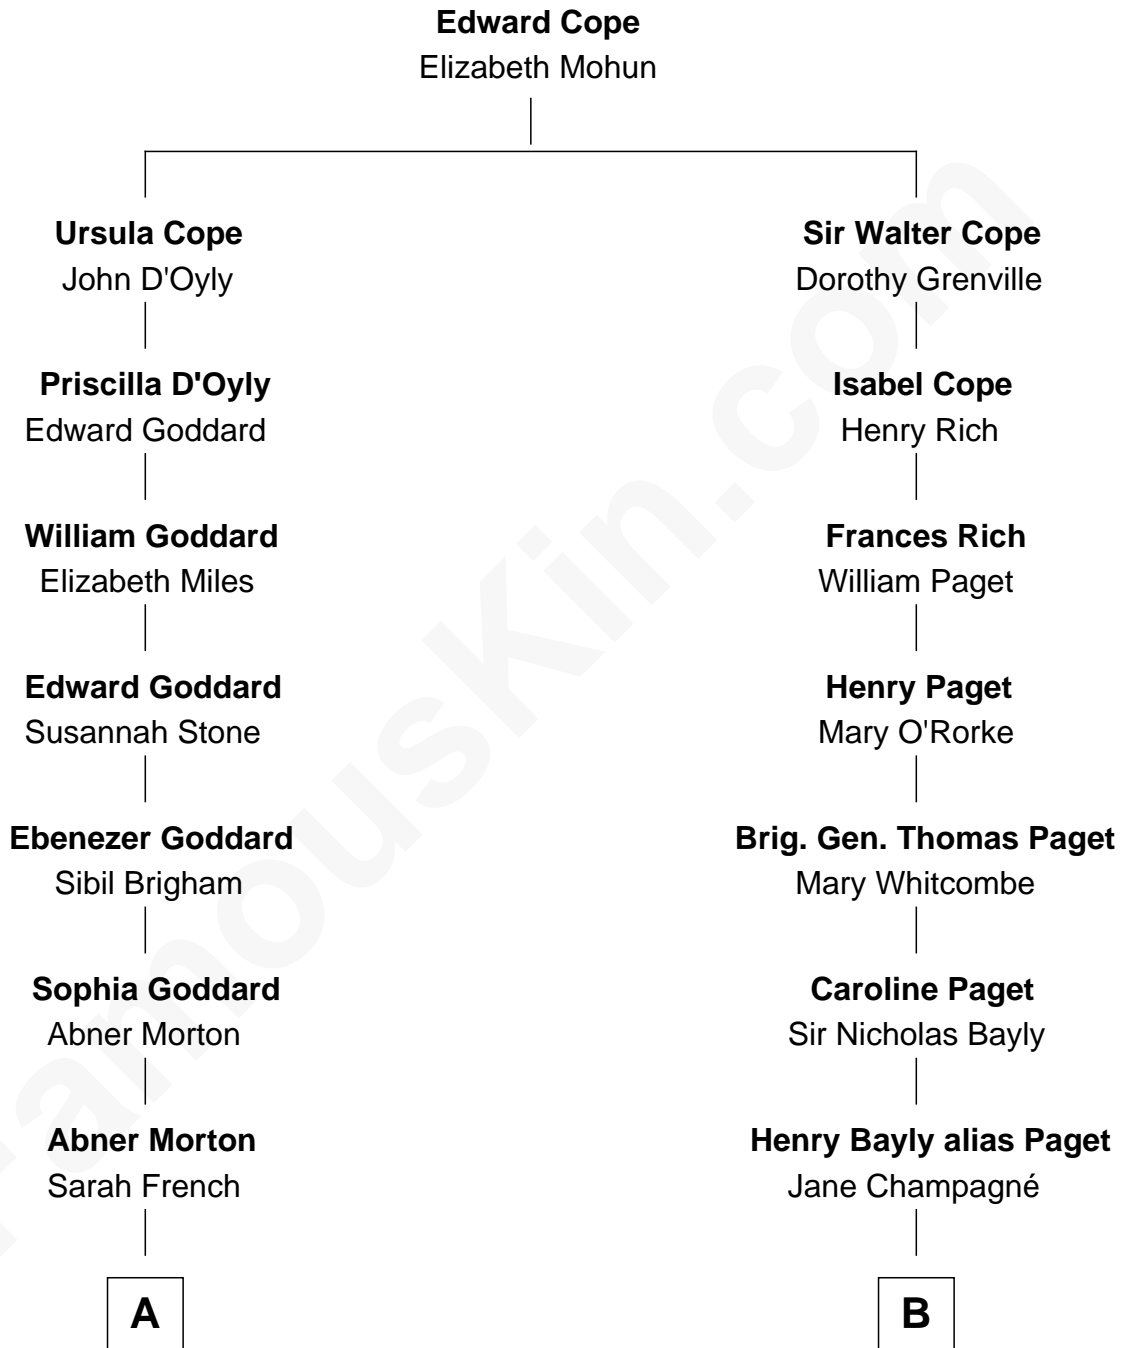 Edward Cope
Elizabeth Mohun
Ursula Cope
John D'Oyly
Sir Walter Cope
Dorothy Grenville
Priscilla D'Oyly
Edward Goddard
Isabel Cope
Henry Rich
William Goddard
Elizabeth Miles
Frances Rich
William Paget
Edward Goddard
Susannah Stone
Henry Paget
Mary O'Rorke
Ebenezer Goddard
Sibil Brigham
Brig. Gen. Thomas Paget
Mary Whitcombe
Sophia Goddard
Abner Morton
Caroline Paget
Sir Nicholas Bayly
Abner Morton
Sarah French
Henry Bayly alias Paget
Jane Champagné
A
B
FamousKin.com